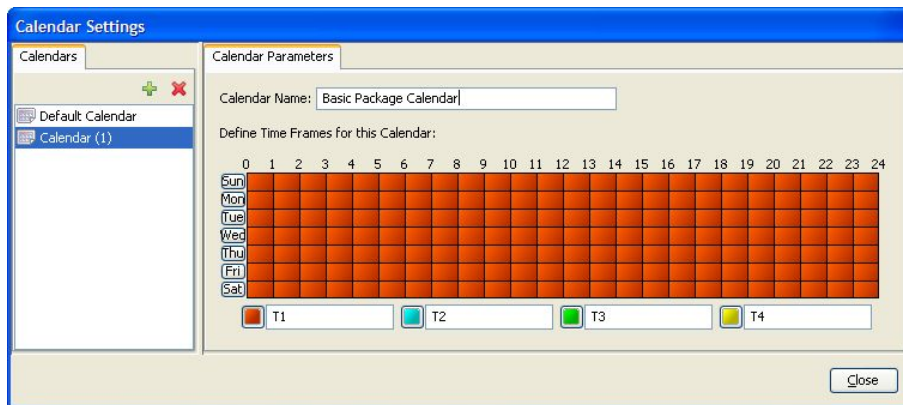 Calendar Settings
Calendars
Default Calendar
Calendar (1)
Calendar Parameters
Calendar Name: Basic Package Calendar
Define Time Frames for this Calendar:
0 1 2 3 4 5 6 7 8 9 10 11 12 13 14 15 16 17 18 19 20 21 22 23 24
Sun
Mon
Tue
Wed
Thu
Fri
Sat
T1 T2 T3 T4
Close